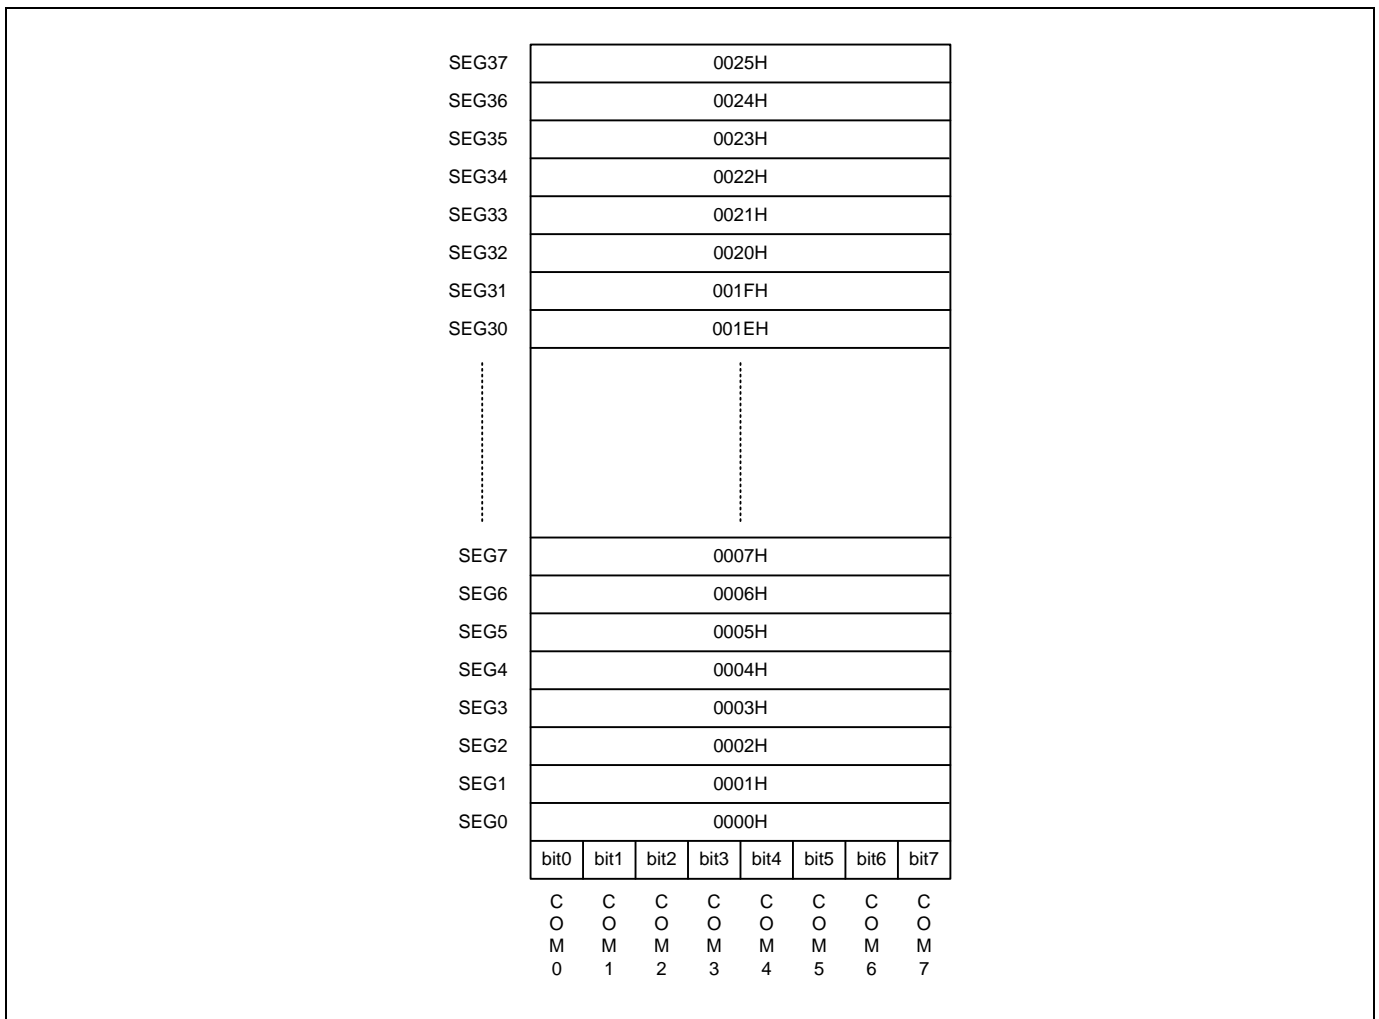 SEG37 0025H
SEG36 0024H
SEG35 0023H
SEG34 0022H
SEG33 0021H
SEG32 0020H
SEG31 001FH
SEG30 001EH
SEG7 0007H
SEG6 0006H
SEG5 0005H
SEG4 0004H
SEG3 0003H
SEG2 0002H
SEG1 0001H
SEG0 0000H
bit0 bit1 bit2 bit3 bit4 bit5 bit6 bit7
C C C C C C C C
O O O O O O O O
M M M M M M M M
0 1 2 3 4 5 6 7